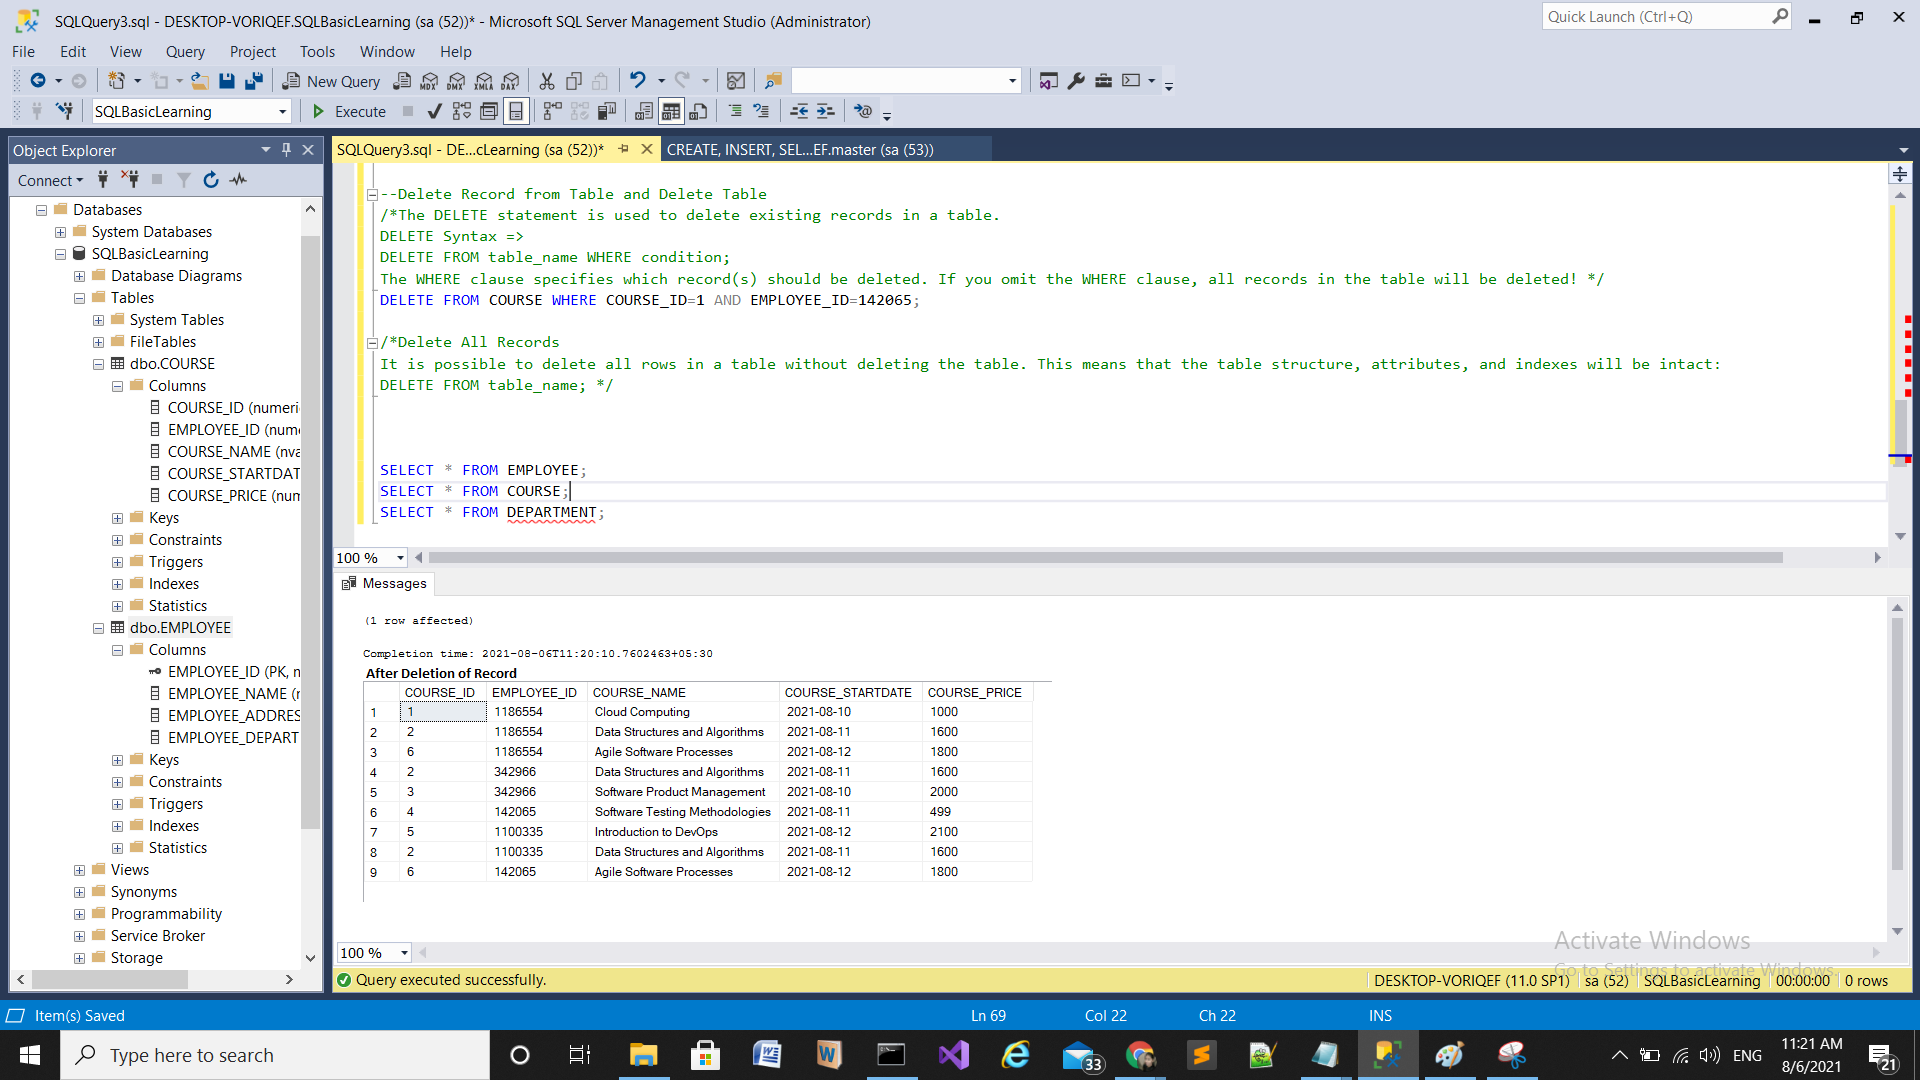 SQLQuery3.sql - DESKTOP-VORIQEF.SQLBasicLearning (sa (52))* - Microsoft SQL Server Management Studio (Administrator)
Quick Launch (Ctrl+Q)
File Edit View Query Project Tools Window Help
New Query MDX DMX XMLA DAX
SQLBasicLearning Execute
Object Explorer
Connect
Databases
System Databases
SQLBasicLearning
Database Diagrams
Tables
System Tables
FileTables
dbo.COURSE
Columns
COURSE_ID (numeri
EMPLOYEE_ID (num
COURSE_NAME (nva
COURSE_STARTDAT
COURSE_PRICE (num
Keys
Constraints
Triggers
Indexes
Statistics
dbo.EMPLOYEE
Columns
EMPLOYEE_ID (PK, n
EMPLOYEE_NAME (r
EMPLOYEE_ADDRES
EMPLOYEE_DEPART
Keys
Constraints
Triggers
Indexes
Statistics
Views
Synonyms
Programmability
Service Broker
Storage
SQLQuery3.sql - DE...cLearning (sa (52))* CREATE, INSERT, SEL...EF.master (sa (53))
--Delete Record from Table and Delete Table
/*The DELETE statement is used to delete existing records in a table.
DELETE Syntax =>
DELETE FROM table_name WHERE condition;
The WHERE clause specifies which record(s) should be deleted. If you omit the WHERE clause, all records in the table will be deleted! */
DELETE FROM COURSE WHERE COURSE_ID=1 AND EMPLOYEE_ID=142065;
/*Delete All Records
It is possible to delete all rows in a table without deleting the table. This means that the table structure, attributes, and indexes will be intact:
DELETE FROM table_name; */
SELECT * FROM EMPLOYEE;
SELECT * FROM COURSE;
SELECT * FROM DEPARTMENT;
100 %
Messages
(1 row affected)
Completion time: 2021-08-06T11:20:10.7602463+05:30
After Deletion of Record
COURSE_ID EMPLOYEE_ID COURSE_NAME COURSE_STARTDATE COURSE_PRICE
1 1 1186554 Cloud Computing 2021-08-10 1000
2 2 1186554 Data Structures and Algorithms 2021-08-11 1600
3 6 1186554 Agile Software Processes 2021-08-12 1800
4 2 342966 Data Structures and Algorithms 2021-08-11 1600
5 3 342966 Software Product Management 2021-08-10 2000
6 4 142065 Software Testing Methodologies 2021-08-11 499
7 5 1100335 Introduction to DevOps 2021-08-12 2100
8 2 1100335 Data Structures and Algorithms 2021-08-11 1600
9 6 142065 Agile Software Processes 2021-08-12 1800
Activate Windows
Go to Settings to activate Windows.
100 %
Query executed successfully. DESKTOP-VORIQEF (11.0 SP1) sa (52) SQLBasicLearning 00:00:00 0 rows
Item(s) Saved Ln 69 Col 22 Ch 22 INS
Type here to search
33
ENG
11:21 AM
8/6/2021
21